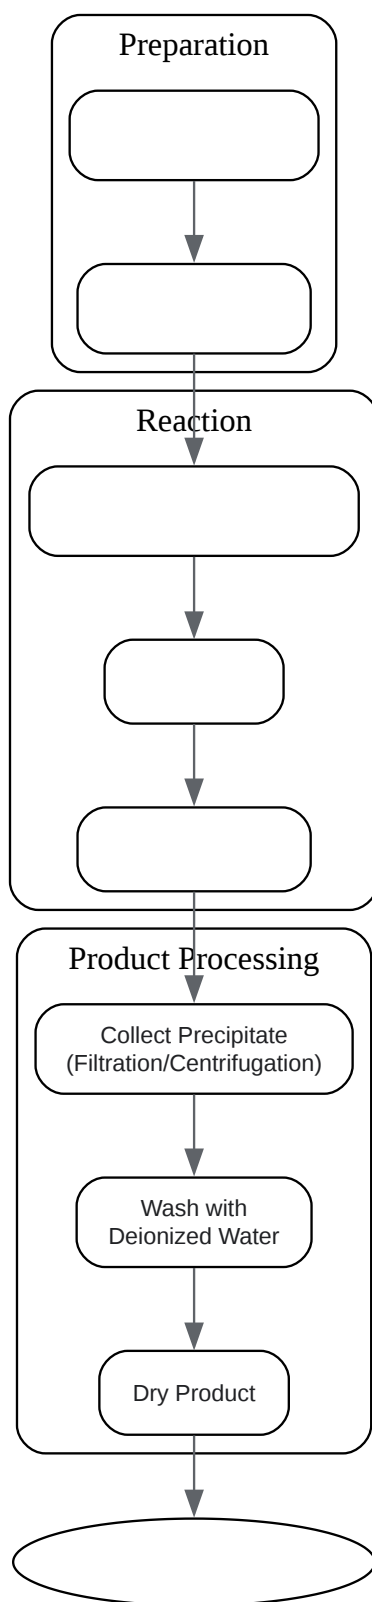 Preparation
Reaction
Product Processing
Collect Precipitate
(Filtration/Centrifugation)
Wash with
Deionized Water
Dry Product